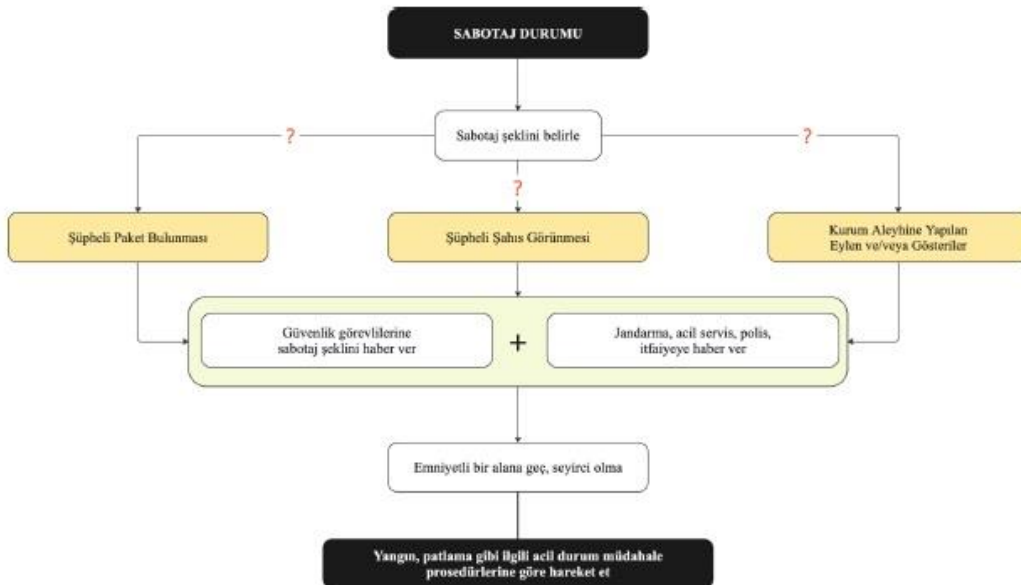 SABOTAJ DURUMU
Sabotaj şeklini belirle
?
?
?
Şüpheli Paket Bulunması
Şüpheli Şahıs Görünmesi
Kurum Aleyhine Yapılan
Eylen ve/veya Gösteriler
Güvenlik görevlilerine
sabotaj şeklini haber ver
+
Jandarma, acil servis, polis,
itfaiyeye haber ver
Emniyetli bir alana geç, seyirci olma
Yangın, patlama gibi ilgili acil durum müdahale
prosedürlerine göre hareket et